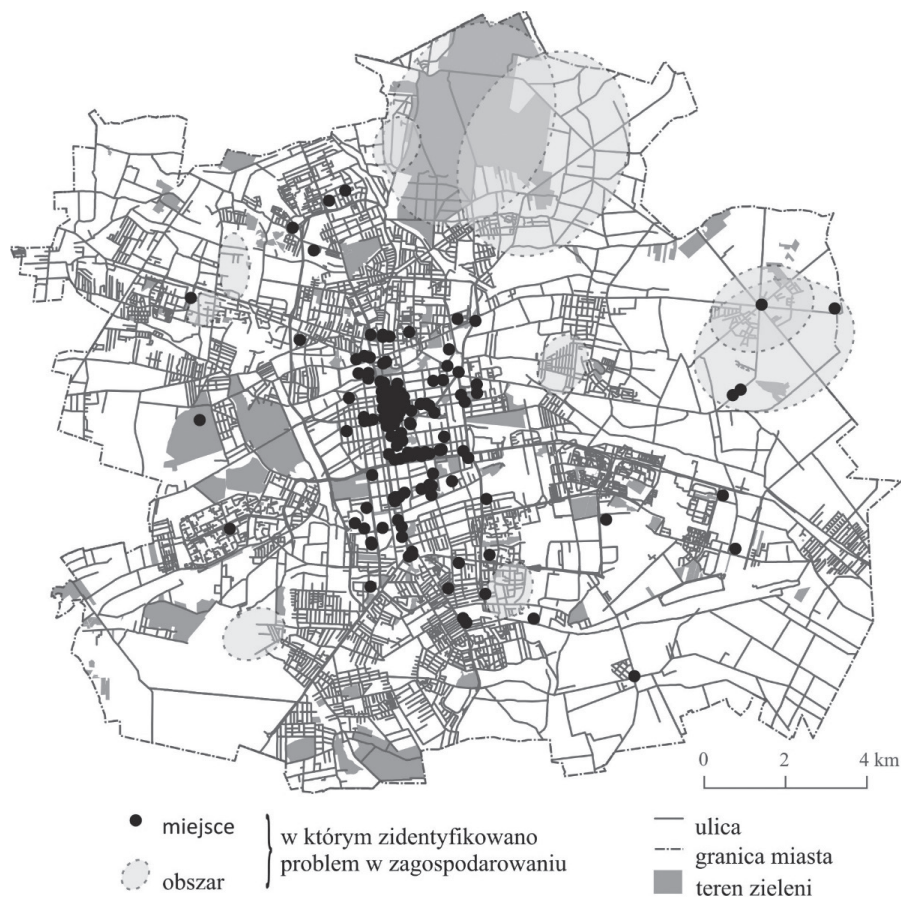 0 2 4 km
miejsce
obszar
w którym zidentyfikowano
problem w zagospodarowaniu
ulica
granica miasta
teren zieleni